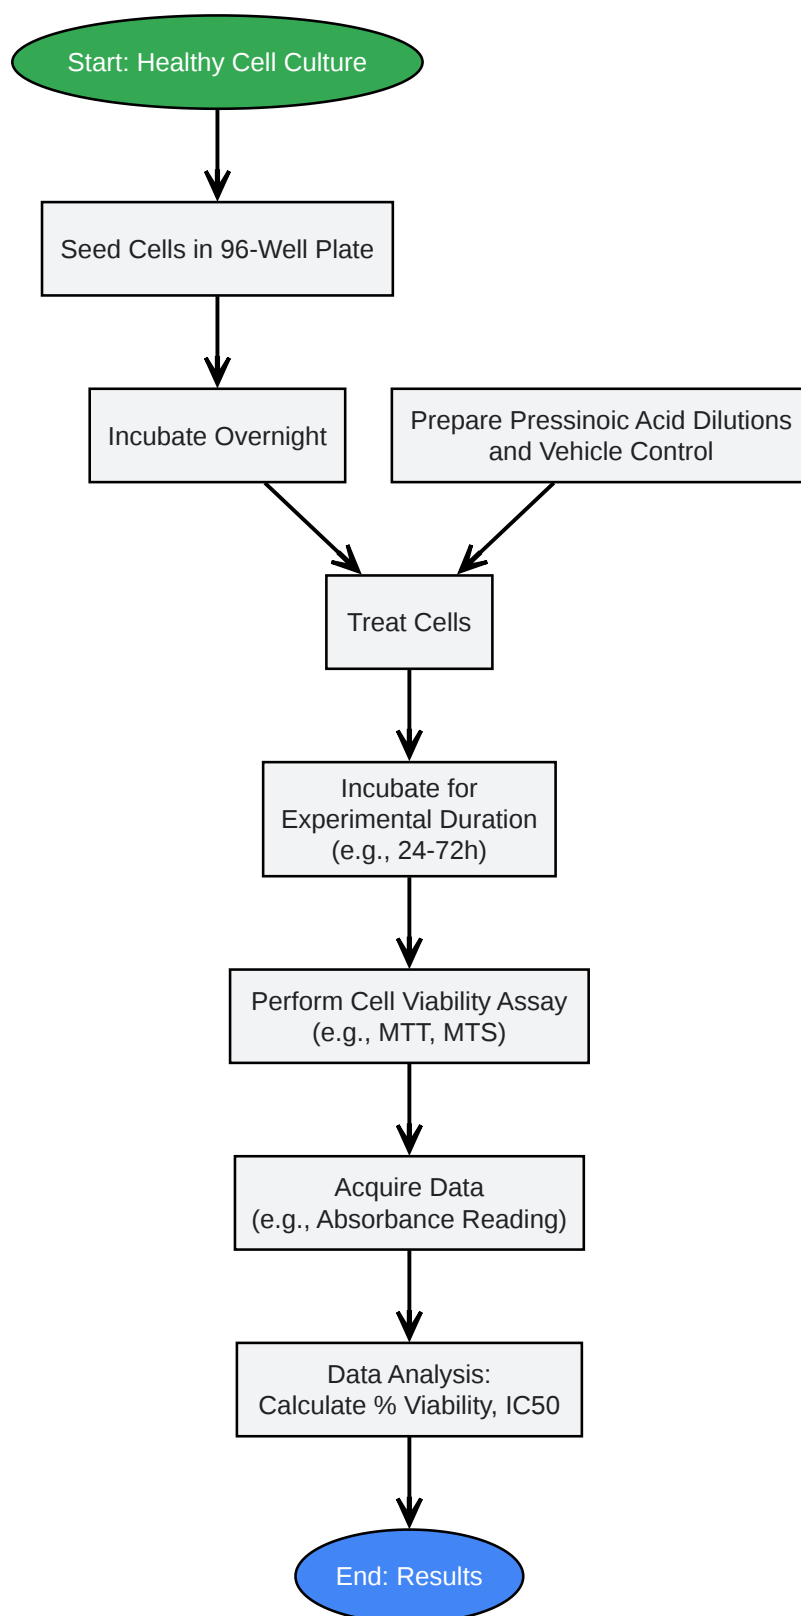 Start: Healthy Cell Culture
Seed Cells in 96-Well Plate
Incubate Overnight
Prepare Pressinoic Acid Dilutions
and Vehicle Control
Treat Cells
Incubate for
Experimental Duration
(e.g., 24-72h)
Perform Cell Viability Assay
(e.g., MTT, MTS)
Acquire Data
(e.g., Absorbance Reading)
Data Analysis:
Calculate % Viability, IC50
End: Results